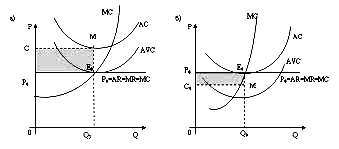 P
MC
AC
M
C
AVC
E₀
P₀
P₀=AR=MR=MC
0
Q₀
Q
б)
P
MC
AC
AVC
P₀
E₀
C₀
M
P₀=AR=MR=MC
0
Q₀
Q